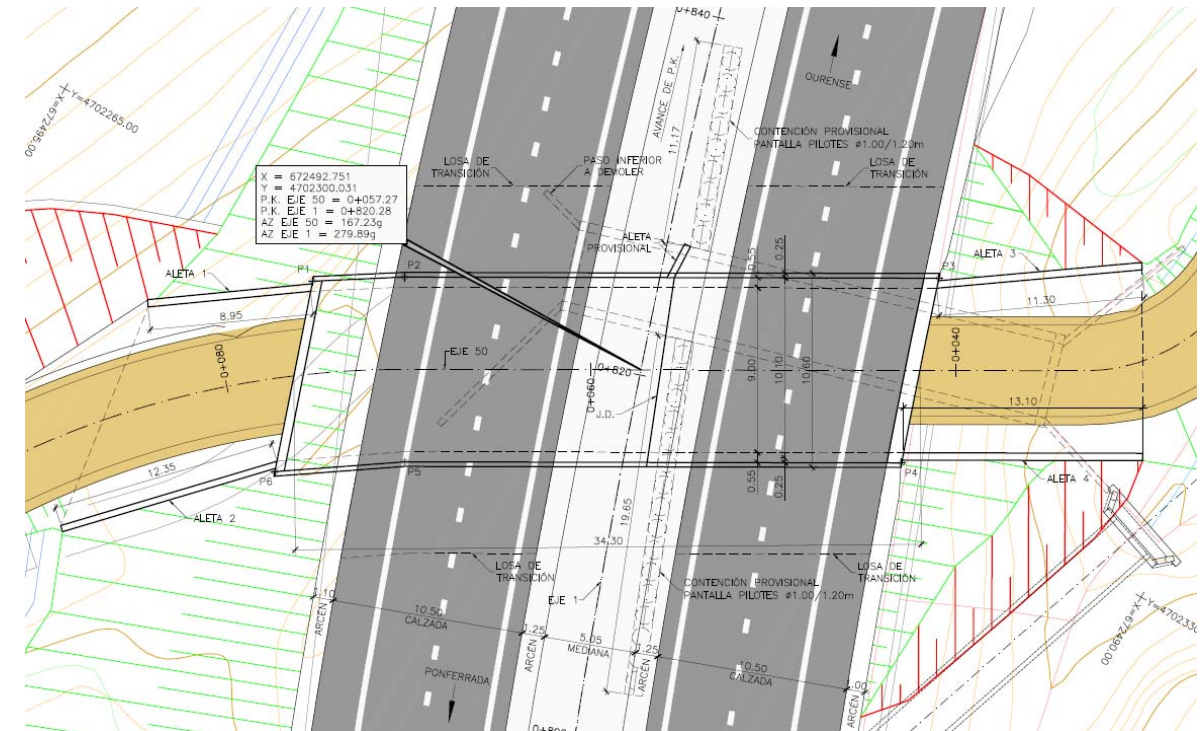 0+840
OURENSE
AVANCE DE P.K.
11.17
X=672495.00
Y=4702265.00
CONTENCIÓN PROVISIONAL
PANTALLA PILOTES ø1.00/1.20m
LOSA DE
TRANSICIÓN
PASO INFERIOR
A DEMOLER
LOSA DE
TRANSICIÓN
X = 672492.751
Y = 4702300.031
P.K. EJE 50 = 0+057.27
P.K. EJE 1 = 0+820.28
AZ EJE 50 = 167.23g
AZ EJE 1 = 279.89g
ALETA
PROVISIONAL
0.55
0.25
ALETA 1
P1
P2
P3
ALETA 3
8.95
11.30
0+080
EJE 50
0+820
0+060
0+040
9.00
10.10
10.60
J.D.
13.10
12.35
P6
P5
P4
0.55
0.25
ALETA 4
ALETA 2
19.65
34.30
LOSA DE
TRANSICIÓN
LOSA DE
TRANSICIÓN
EJE 1
CONTENCIÓN PROVISIONAL
PANTALLA PILOTES ø1.00/1.20m
1.10
ARCÉN
10.50
CALZADA
1.25
ARCÉN
5.05
MEDIANA
1.25
ARCÉN
10.50
CALZADA
1.00
ARCÉN
PONFERRADA
X=672490.00